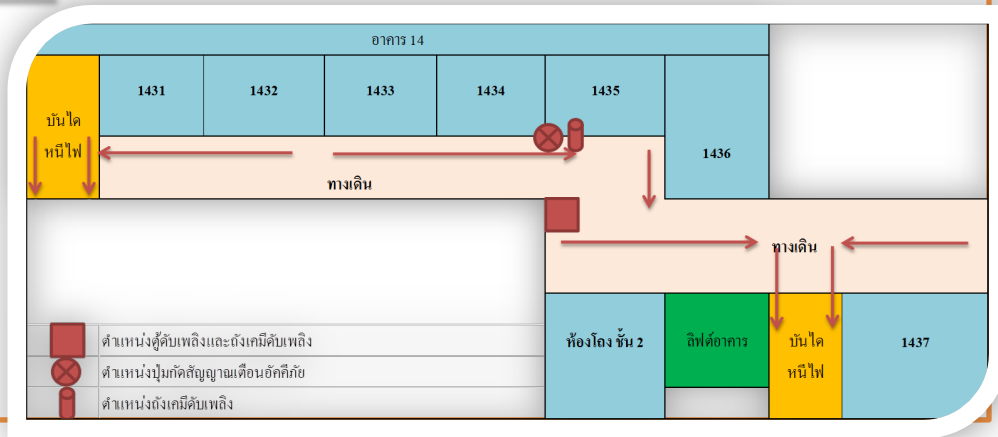 อาคาร 14
1431
1432
1433
1434
1435
1436
บันได
หนีไฟ
ทางเดิน
ทางเดิน
ห้องโถง ชั้น 2
ลิฟต์อาคาร
บันได
หนีไฟ
1437
ตำแหน่งตู้ดับเพลิงและถังเคมีดับเพลิง
ตำแหน่งปุ่มกดสัญญาณเตือนอัคคีภัย
ตำแหน่งถังเคมีดับเพลิง